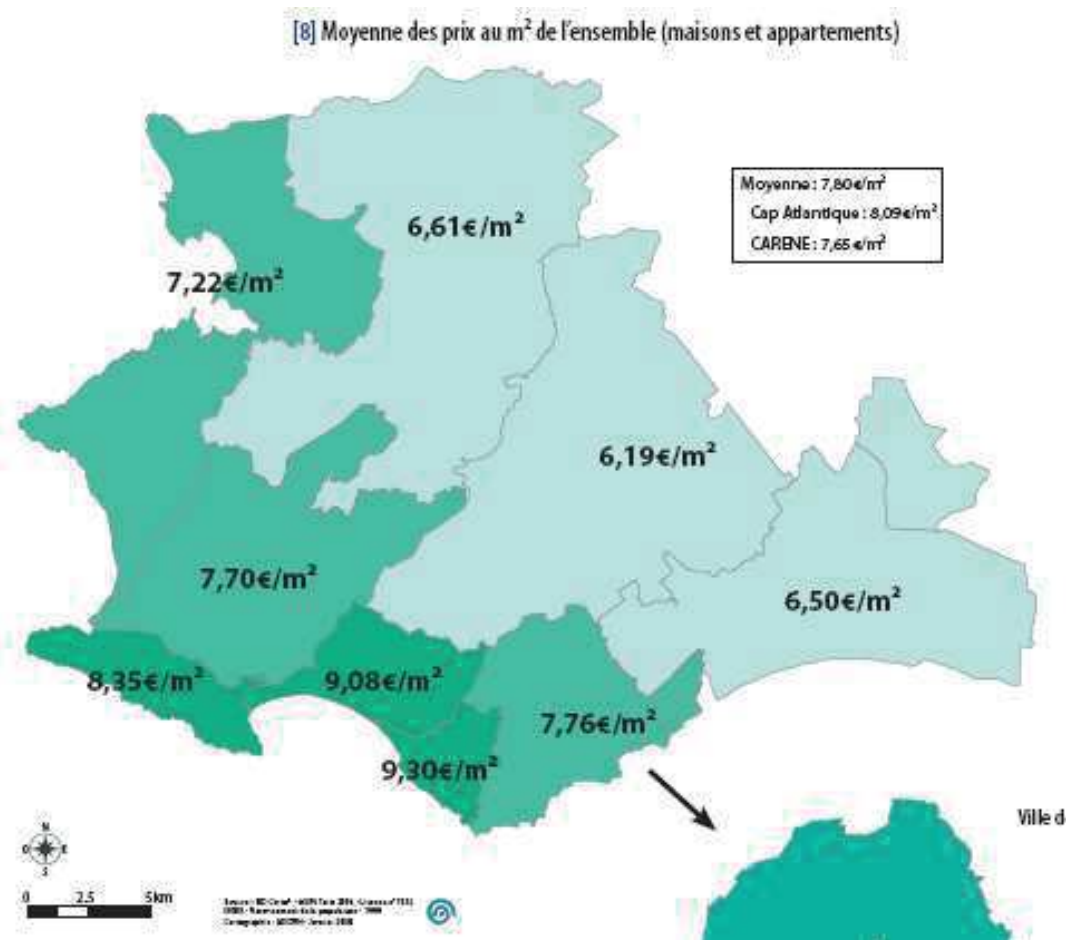 [8] Moyenne des prix au m² de l'ensemble (maisons et appartements)
Moyenne : 7,80€/m²
Cap Atlantique : 8,09€/m²
CARENE : 7,65€/m²
6,61€/m²
7,22€/m²
6,19€/m²
7,70€/m²
6,50€/m²
8,35€/m²
9,08€/m²
7,76€/m²
9,30€/m²
Ville d
N
O E
S
0 2.5 5km